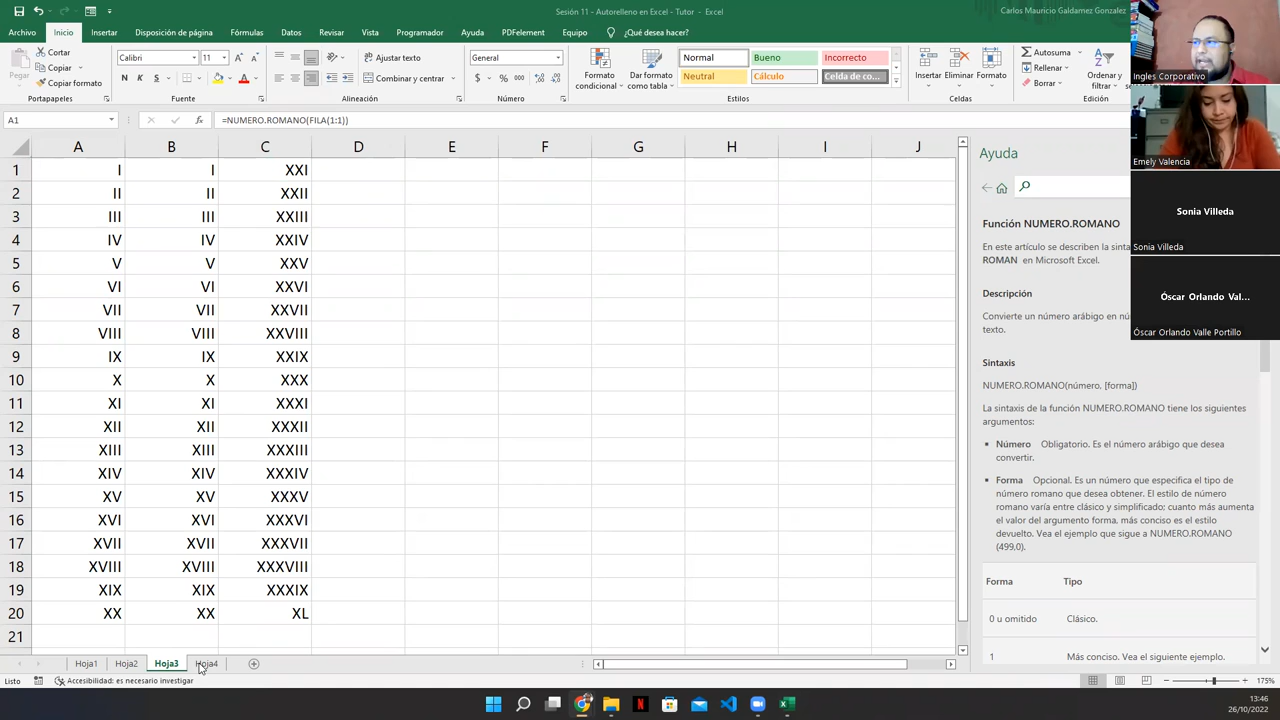 Sesión 11 - Autorelleno en Excel - Tutor - Excel
Carlos Mauricio Galdamez Gonzalez
Archivo Inicio Insertar Disposición de página Fórmulas Datos Revisar Vista Programador Ayuda PDFelement Equipo ¿Qué desea hacer?
Pegar
Cortar
Copiar
Copiar formato
Portapapeles
Calibri 11
N K S
Fuente
Ajustar texto
Combinar y centrar
Alineación
General
$ % 000
Número
Formato condicional
Dar formato como tabla
Normal Bueno Incorrecto
Neutral Cálculo Celda de co...
Estilos
Insertar Eliminar Formato
Celdas
Autosuma
Rellenar
Borrar
Ordenar y filtrar
Edición
A1 fx =NUMERO.ROMANO(FILA(1:1))
A B C D E F G H I J
1 I I XXI
2 II II XXII
3 III III XXIII
4 IV IV XXIV
5 V V XXV
6 VI VI XXVI
7 VII VII XXVII
8 VIII VIII XXVIII
9 IX IX XXIX
10 X X XXX
11 XI XI XXXI
12 XII XII XXXII
13 XIII XIII XXXIII
14 XIV XIV XXXIV
15 XV XV XXXV
16 XVI XVI XXXVI
17 XVII XVII XXXVII
18 XVIII XVIII XXXVIII
19 XIX XIX XXXIX
20 XX XX XL
21
Hoja1 Hoja2 Hoja3 Hoja4
Listo Accesibilidad: es necesario investigar
175%
Ayuda
Función NUMERO.ROMANO
En este artículo se describen la sinta
ROMAN en Microsoft Excel.
Descripción
Convierte un número arábigo en nú
texto.
Sintaxis
NUMERO.ROMANO(número, [forma])
La sintaxis de la función NUMERO.ROMANO tiene los siguientes
argumentos:
Número Obligatorio. Es el número arábigo que desea
convertir.
Forma Opcional. Es un número que especifica el tipo de
número romano que desea obtener. El estilo de número
romano varía entre clásico y simplificado; cuanto más aumenta
el valor del argumento forma, más conciso es el estilo
devuelto. Vea el ejemplo que sigue a NUMERO.ROMANO
(499.0).
Forma Tipo
0 u omitido Clásico.
1 Más conciso. Vea el siguiente ejemplo.
Ingles Corporativo
Emely Valencia
Sonia Villeda
Sonia Villeda
Óscar Orlando Val...
Óscar Orlando Valle Portillo
13:46
26/10/2022